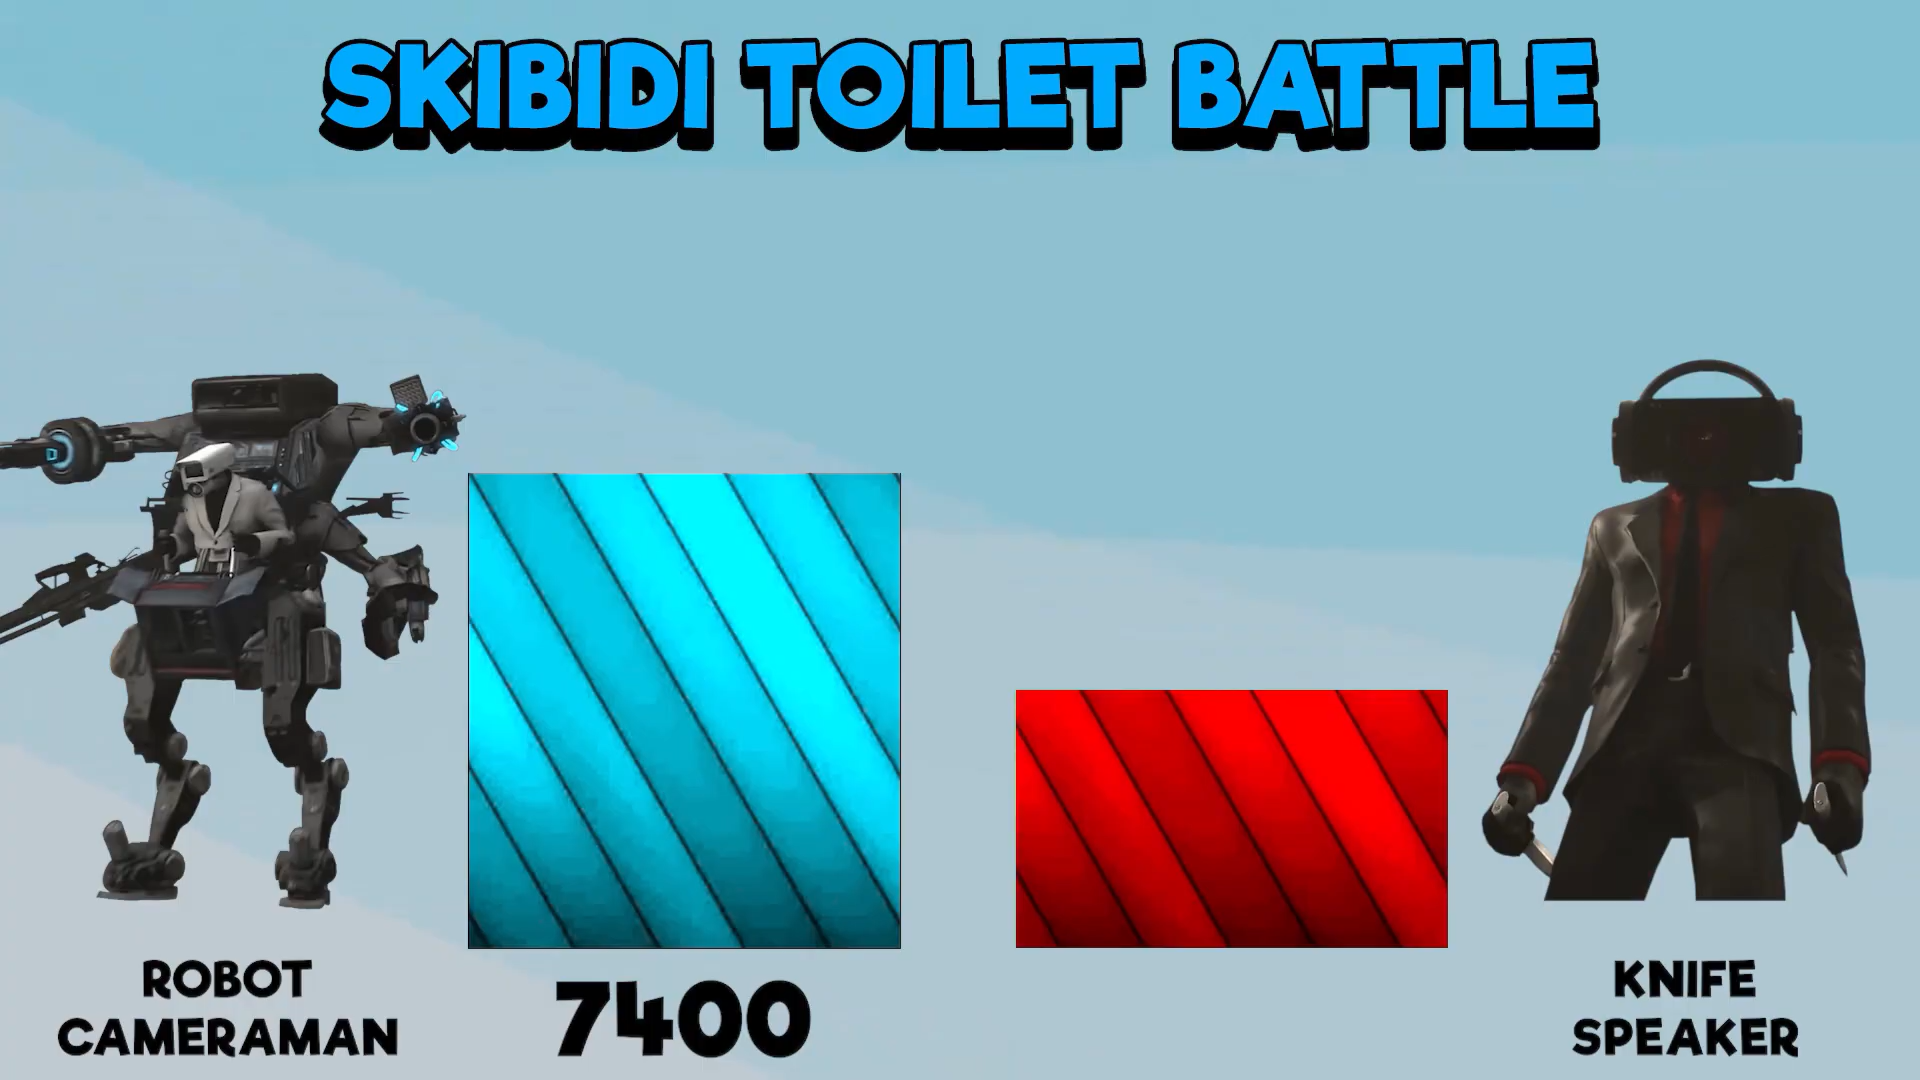 SKIBIDI TOILET BATTLE
ROBOT
CAMERAMAN
7400
KNIFE
SPEAKER